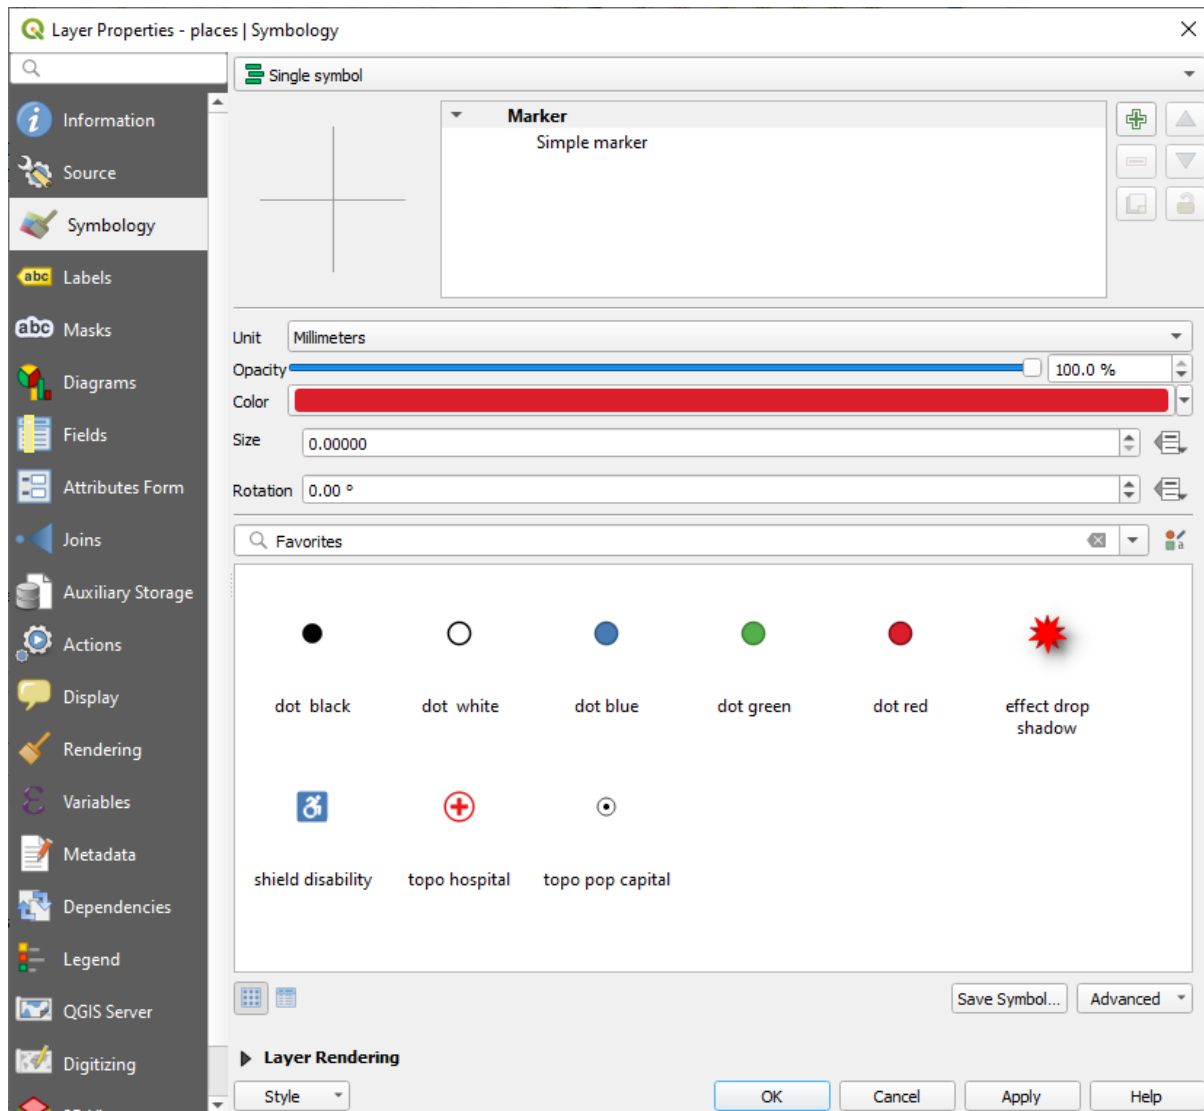 Layer Properties - places | Symbology
Single symbol
Information
Source
Symbology
abc Labels
abc Masks
Diagrams
Fields
Attributes Form
Joins
Auxiliary Storage
Actions
Display
Rendering
Variables
Metadata
Dependencies
Legend
QGIS Server
Digitizing
Marker
Simple marker
Unit Millimeters
Opacity 100.0 %
Color
Size 0.00000
Rotation 0.00 °
Favorites
dot  black
dot  white
dot blue
dot green
dot red
effect drop
shadow
shield disability
topo hospital
topo pop capital
Save Symbol...
Advanced
Layer Rendering
Style
OK
Cancel
Apply
Help